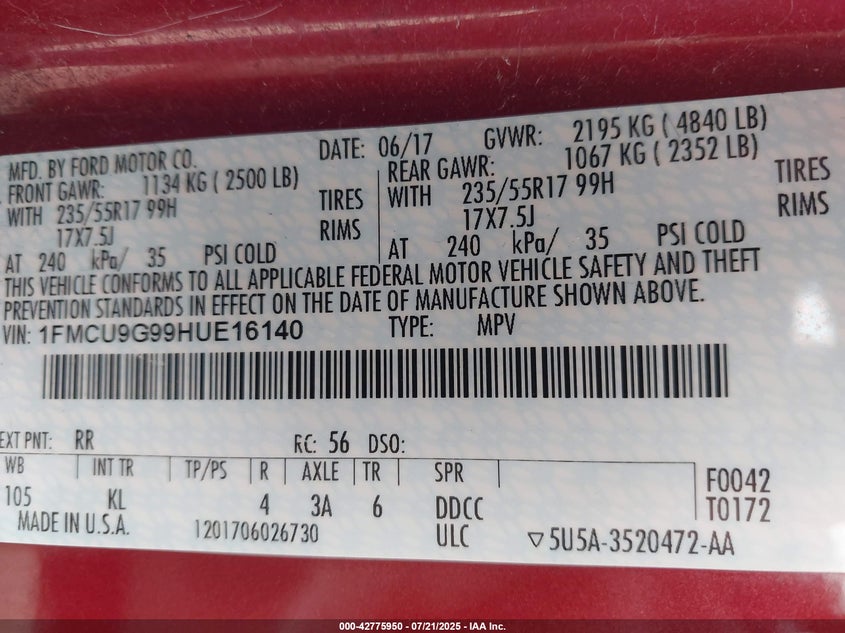 MFD. BY FORD MOTOR CO. DATE: 06/17 GVWR: 2195 KG ( 4840 LB)
FRONT GAWR: 1134 KG ( 2500 LB) REAR GAWR: 1067 KG ( 2352 LB)
WITH 235/55R17 99H TIRES WITH 235/55R17 99H TIRES
17X7.5J RIMS 17X7.5J RIMS
AT 240 kPa/ 35 PSI COLD AT 240 kPa/ 35 PSI COLD
THIS VEHICLE CONFORMS TO ALL APPLICABLE FEDERAL MOTOR VEHICLE SAFETY AND THEFT
PREVENTION STANDARDS IN EFFECT ON THE DATE OF MANUFACTURE SHOWN ABOVE.
VIN: 1FMCU9G99HUE16140 TYPE: MPV
EXT PNT: RR RC: 56 DSO:
WB INT TR TP/PS R AXLE TR SPR F0042
105 KL 4 3A 6 DDCC T0172
MADE IN U.S.A. 1201706026730 ULC ▽5U5A-3520472-AA
000-42775950 - 07/21/2025 - IAA Inc.